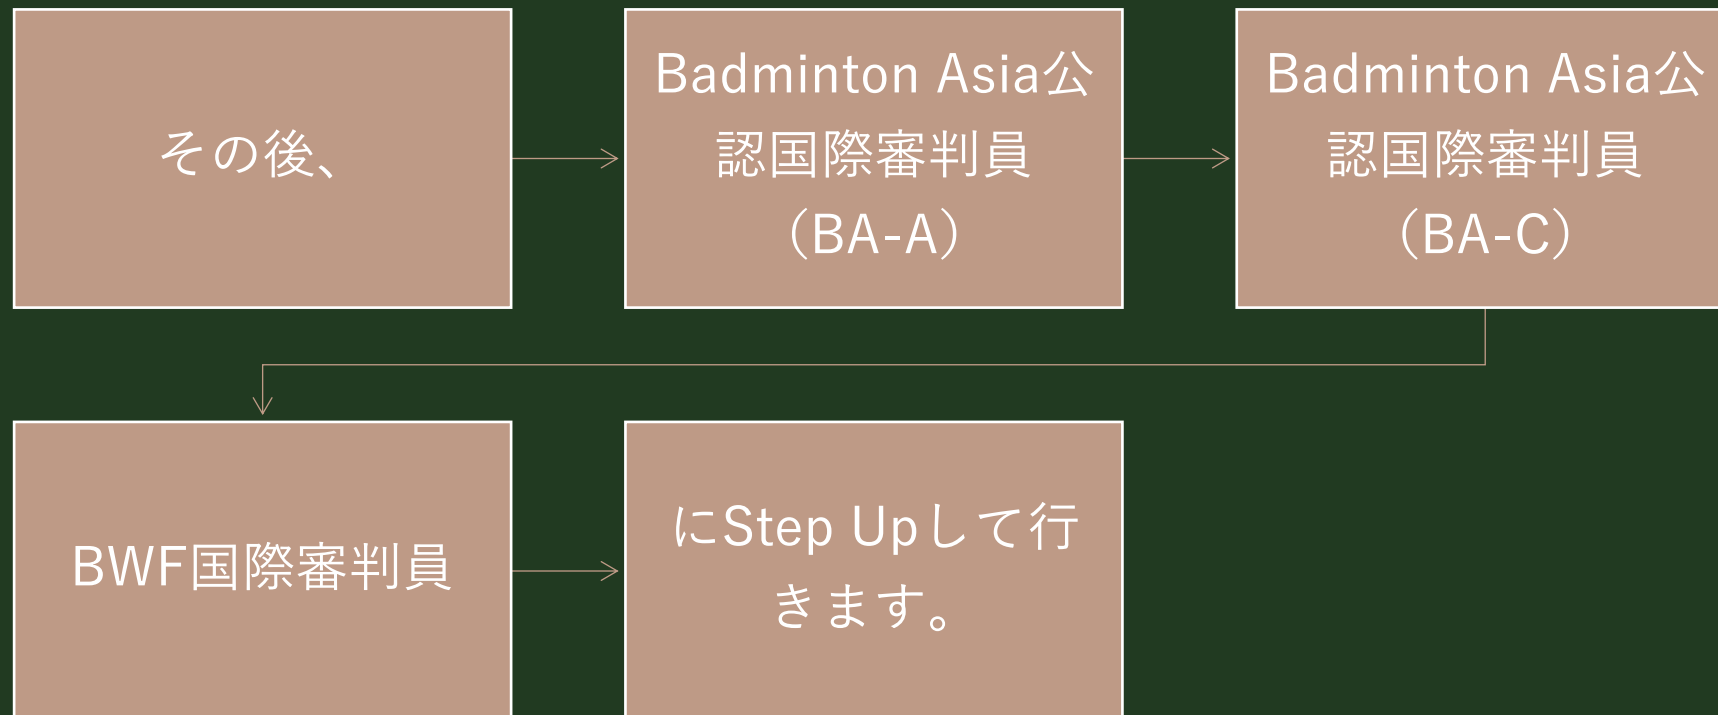 その後、
Badminton Asia公
認国際審判員
（BA-A）
Badminton Asia公
認国際審判員
（BA-C）
BWF国際審判員
にStep Upして行
きます。